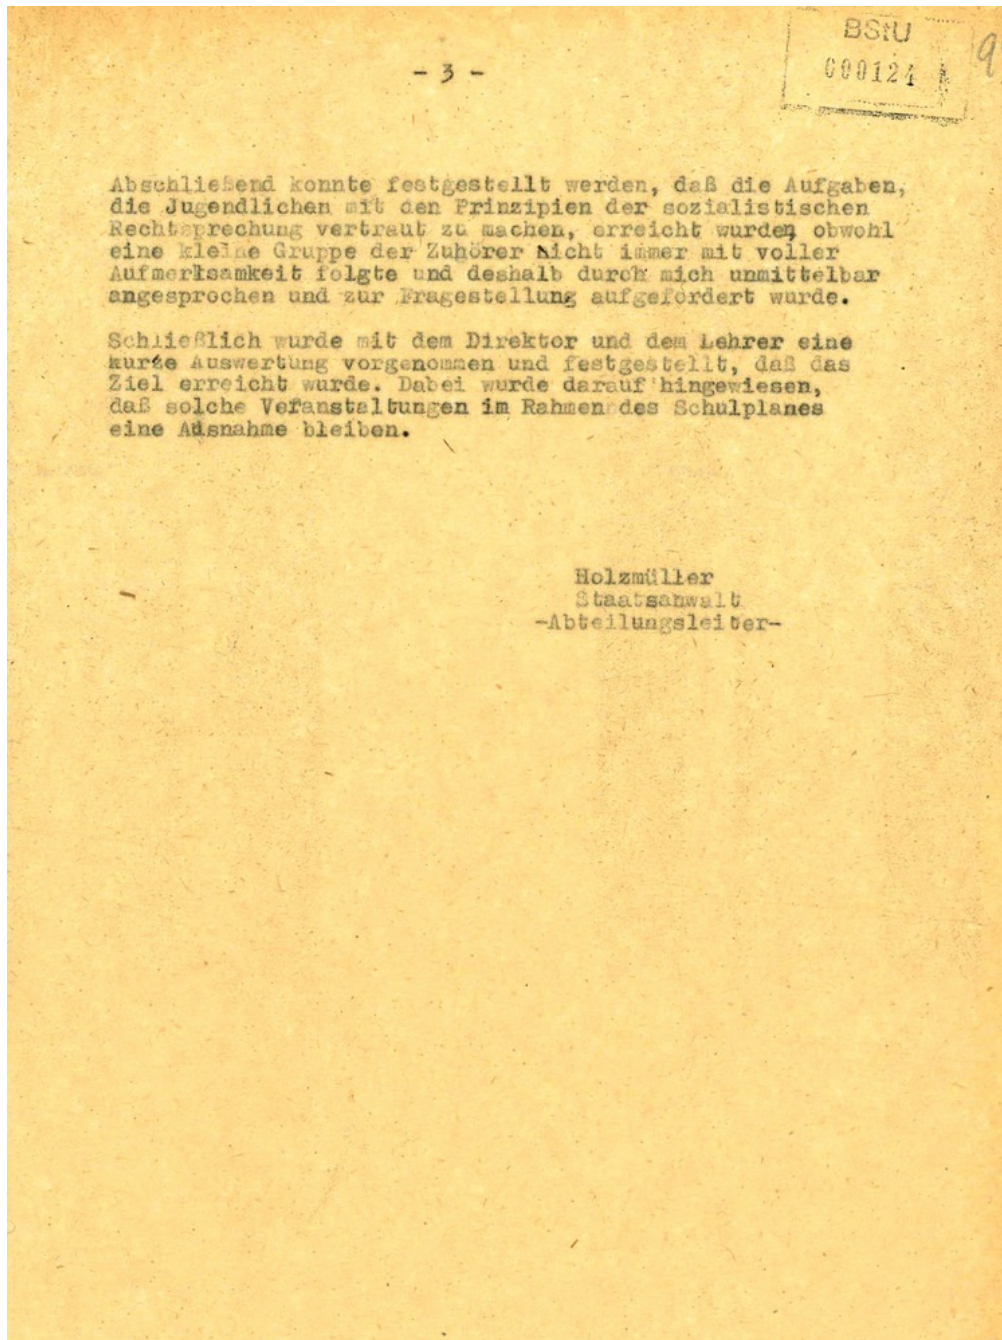 BStU
000124
9
- 3 -
Abschließend konnte festgestellt werden, daß die Aufgaben,
die Jugendlichen mit den Prinzipien der sozialistischen
Rechtsprechung vertraut zu machen, erreicht wurden, obwohl
eine kleine Gruppe der Zuhörer nicht immer mit voller
Aufmerksamkeit folgte und deshalb durch mich unmittelbar
angesprochen und zur Fragestellung aufgefordert wurde.
Schließlich wurde mit dem Direktor und dem Lehrer eine
kurze Auswertung vorgenommen und festgestellt, daß das
Ziel erreicht wurde. Dabei wurde darauf hingewiesen,
daß solche Veranstaltungen im Rahmen des Schulplanes
eine Ausnahme bleiben.
Holzmüller
Staatsanwalt
-Abteilungsleiter-